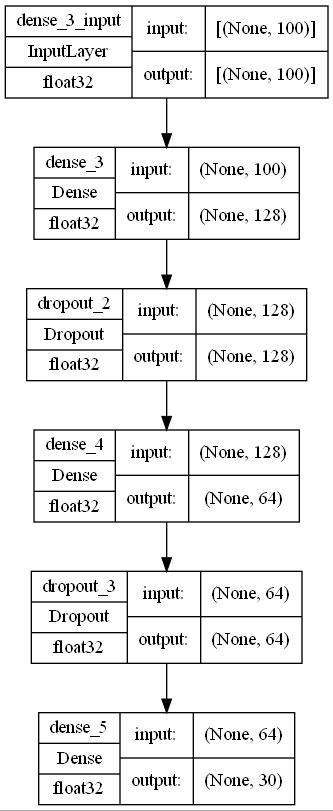 dense_3_input
InputLayer
float32
input:
[(None, 100)]
output:
[(None, 100)]
dense_3
Dense
float32
input:
(None, 100)
output:
(None, 128)
dropout_2
Dropout
float32
input:
(None, 128)
output:
(None, 128)
dense_4
Dense
float32
input:
(None, 128)
output:
(None, 64)
dropout_3
Dropout
float32
input:
(None, 64)
output:
(None, 64)
dense_5
Dense
float32
input:
(None, 64)
output:
(None, 30)